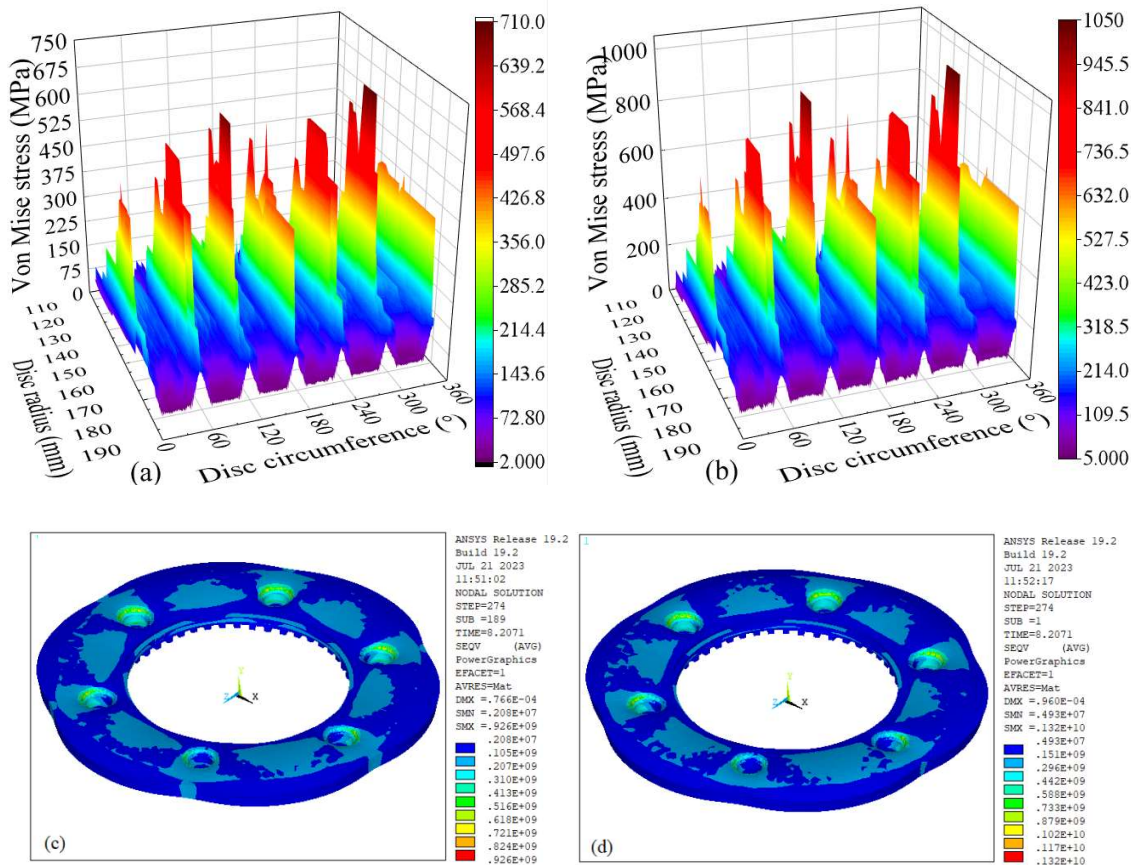 Von Mise stress (MPa)
750
675
600
525
450
375
300
225
150
75
0
110
120
130
140
150
160
170
180
190
Disc radius (mm)
0
60
120
180
240
300
360
Disc circumference (°)
(a)
710.0
639.2
568.4
497.6
426.8
356.0
285.2
214.4
143.6
72.80
2.000
Von Mise stress (MPa)
1000
800
600
400
200
0
110
120
130
140
150
160
170
180
190
Disc radius (mm)
0
60
120
180
240
300
360
Disc circumference (°)
(b)
1050
945.5
841.0
736.5
632.0
527.5
423.0
318.5
214.0
109.5
5.000
ANSYS Release 19.2
Build 19.2
JUL 21 2023
11:51:02
NODAL SOLUTION
STEP=274
SUB =189
TIME=8.2071
SEQV (AVG)
PowerGraphics
EFACET=1
AVRES=Mat
DMX =.766E-04
SMN =.208E+07
SMX =.926E+09
.208E+07
.105E+09
.207E+09
.310E+09
.413E+09
.516E+09
.618E+09
.721E+09
.824E+09
.926E+09
Y
Z
X
(c)
1
ANSYS Release 19.2
Build 19.2
JUL 21 2023
11:52:17
NODAL SOLUTION
STEP=274
SUB =1
TIME=8.2071
SEQV (AVG)
PowerGraphics
EFACET=1
AVRES=Mat
DMX =.960E-04
SMN =.493E+07
SMX =.132E+10
.493E+07
.151E+09
.296E+09
.442E+09
.588E+09
.733E+09
.879E+09
.102E+10
.117E+10
.132E+10
Y
Z
X
(d)